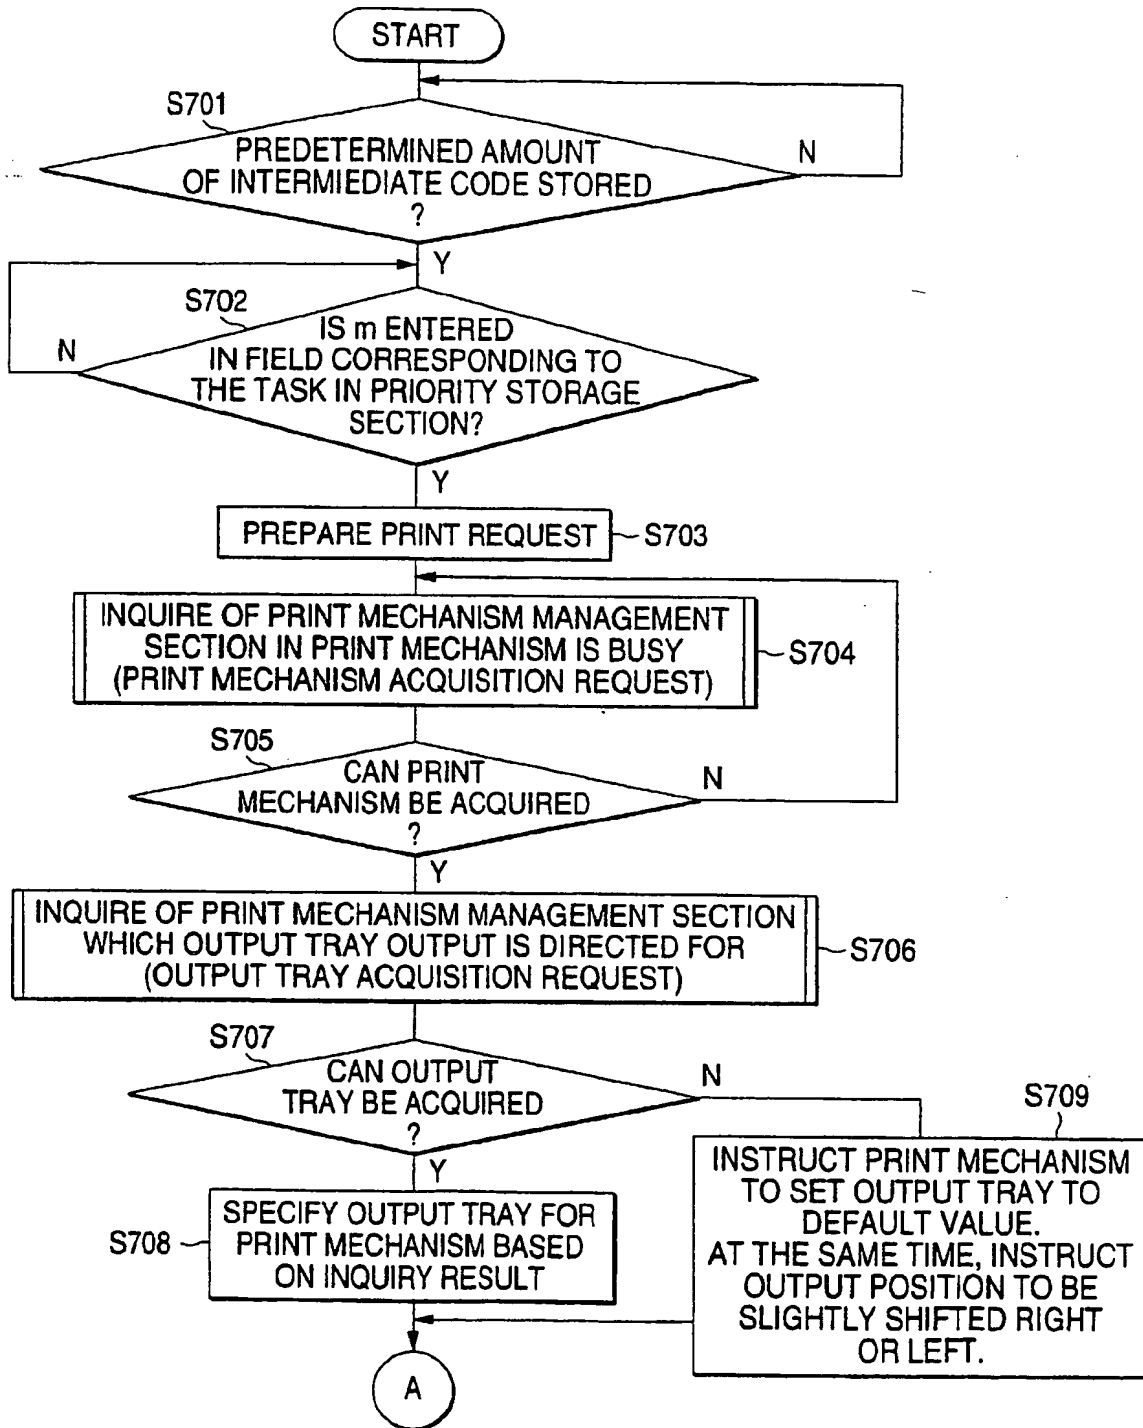 START
S701
PREDETERMINED AMOUNT
OF INTERMIEDIATE CODE STORED
?
N
Y
S702
IS m ENTERED
IN FIELD CORRESPONDING TO
THE TASK IN PRIORITY STORAGE
SECTION?
N
Y
PREPARE PRINT REQUEST
S703
INQUIRE OF PRINT MECHANISM MANAGEMENT
SECTION IN PRINT MECHANISM IS BUSY
(PRINT MECHANISM ACQUISITION REQUEST)
S704
S705
CAN PRINT
MECHANISM BE ACQUIRED
?
N
Y
INQUIRE OF PRINT MECHANISM MANAGEMENT SECTION
WHICH OUTPUT TRAY OUTPUT IS DIRECTED FOR
(OUTPUT TRAY ACQUISITION REQUEST)
S706
S707
CAN OUTPUT
TRAY BE ACQUIRED
?
N
Y
S708
SPECIFY OUTPUT TRAY FOR
PRINT MECHANISM BASED
ON INQUIRY RESULT
S709
INSTRUCT PRINT MECHANISM
TO SET OUTPUT TRAY TO
DEFAULT VALUE.
AT THE SAME TIME, INSTRUCT
OUTPUT POSITION TO BE
SLIGHTLY SHIFTED RIGHT
OR LEFT.
A